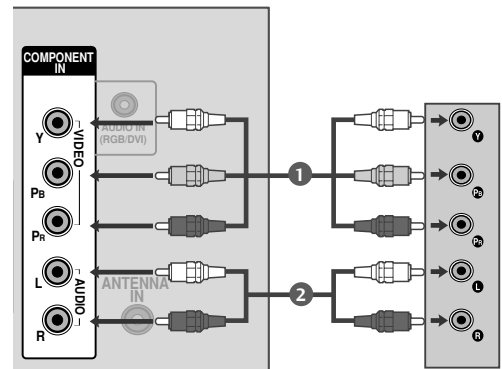 COMPONENT
IN
AUDIO IN
(RGB/DVI)
Y
VIDEO
PB
PR
L
AUDIO
R
ANTENNA
IN
1
2
Y
PB
PR
L
R